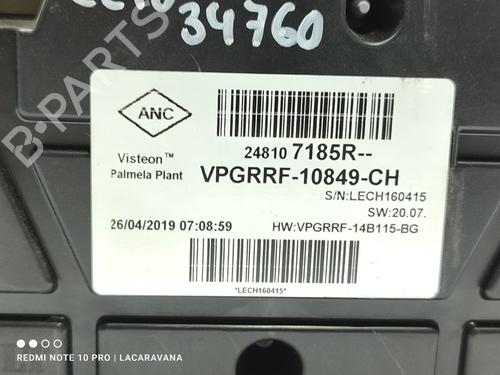 34760
B-PARTS
ANC
Visteon™
Palmela Plant
24810 7185R--
VPGRRF-10849-CH
S/N:LECH160415
SW:20.07.
26/04/2019 07:08:59
HW:VPGRRF-14B115-BG
*LECH160415*
REDMI NOTE 10 PRO | LACARAVANA